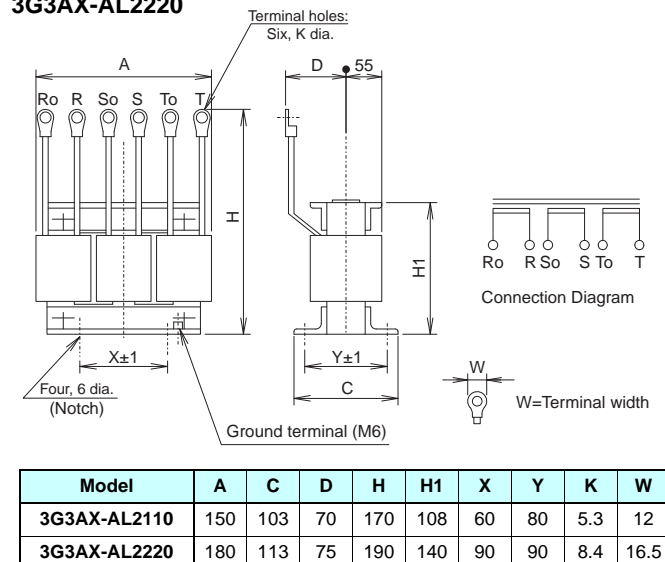 3G3AX-AL2220
Terminal holes:
Six, K dia.
A
D
55
Ro R So S To T
H
H1
Ro R So S To T
Connection Diagram
X±1
Y±1
C
W
W=Terminal width
Four, 6 dia.
(Notch)
Ground terminal (M6)
Model A C D H H1 X Y K W
3G3AX-AL2110 150 103 70 170 108 60 80 5.3 12
3G3AX-AL2220 180 113 75 190 140 90 90 8.4 16.5